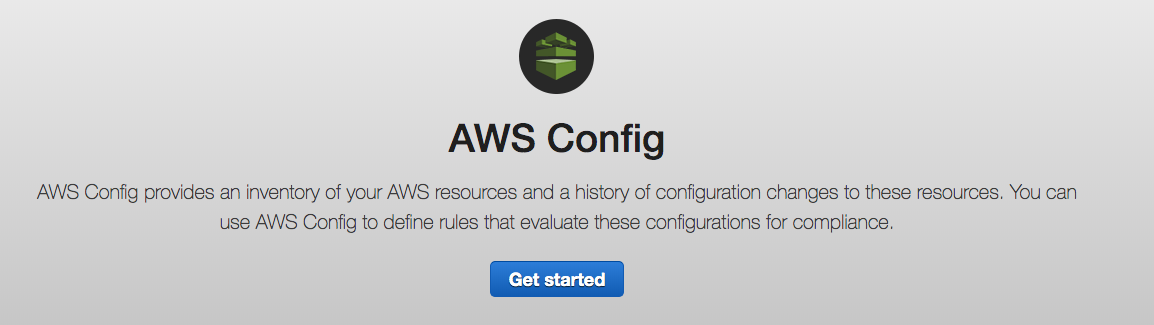 AWS Config
AWS Config provides an inventory of your AWS resources and a history of configuration changes to these resources. You can
use AWS Config to define rules that evaluate these configurations for compliance.
Get started